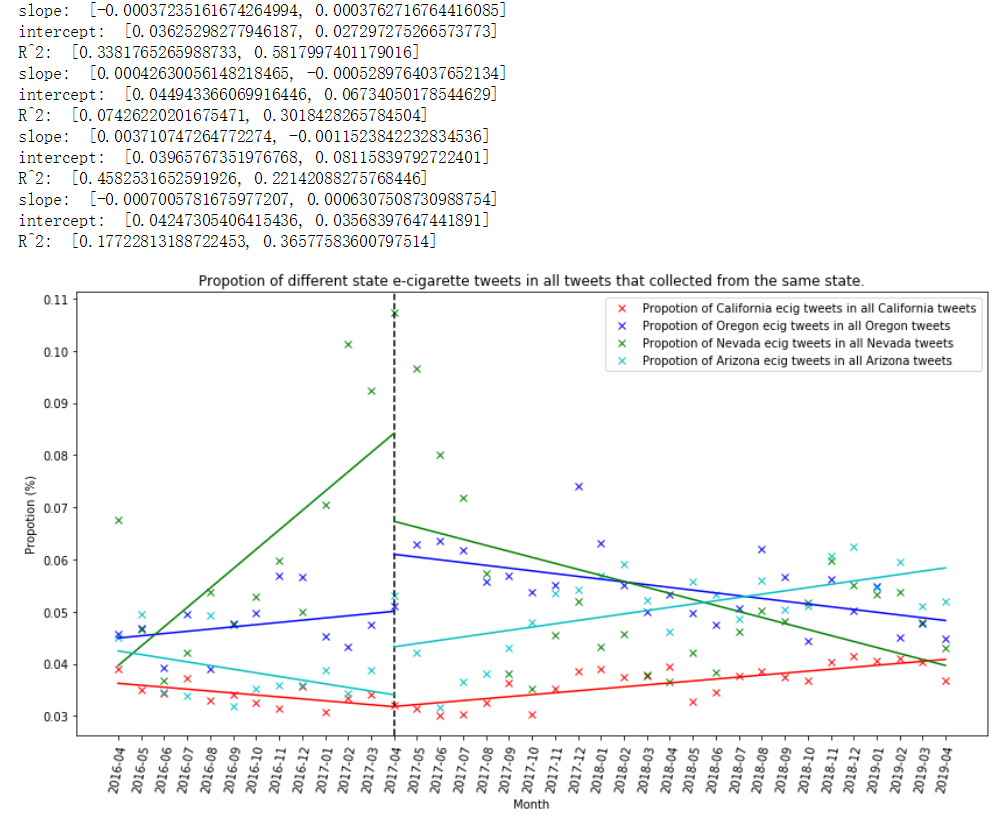 slope:  [-0.00037235161674264994, 0.0003762716764416085]
intercept:  [0.03625298277946187, 0.027297275266573773]
R^2:  [0.3381765265988733, 0.5817997401179016]
slope:  [0.00042630056148218465, -0.0005289764037652134]
intercept:  [0.044943366069916446, 0.06734050178544629]
R^2:  [0.07426220201675471, 0.3018428265784504]
slope:  [0.003710747264772274, -0.0011523842232834536]
intercept:  [0.03965767351976768, 0.08115839792722401]
R^2:  [0.4582531652591926, 0.22142088275768446]
slope:  [-0.0007005781675977207, 0.0006307508730988754]
intercept:  [0.04247305406415436, 0.03568397647441891]
R^2:  [0.17722813188722453, 0.36577583600797514]
Propotion of different state e-cigarette tweets in all tweets that collected from the same state.
Propotion of California ecig tweets in all California tweets
Propotion of Oregon ecig tweets in all Oregon tweets
Propotion of Nevada ecig tweets in all Nevada tweets
Propotion of Arizona ecig tweets in all Arizona tweets
Propotion (%)
0.11
0.10
0.09
0.08
0.07
0.06
0.05
0.04
0.03
2016-04
2016-05
2016-06
2016-07
2016-08
2016-09
2016-10
2016-11
2016-12
2017-01
2017-02
2017-03
2017-04
2017-05
2017-06
2017-07
2017-08
2017-09
2017-10
2017-11
2017-12
2018-01
2018-02
2018-03
2018-04
2018-05
2018-06
2018-07
2018-08
2018-09
2018-10
2018-11
2018-12
2019-01
2019-02
2019-03
2019-04
Month